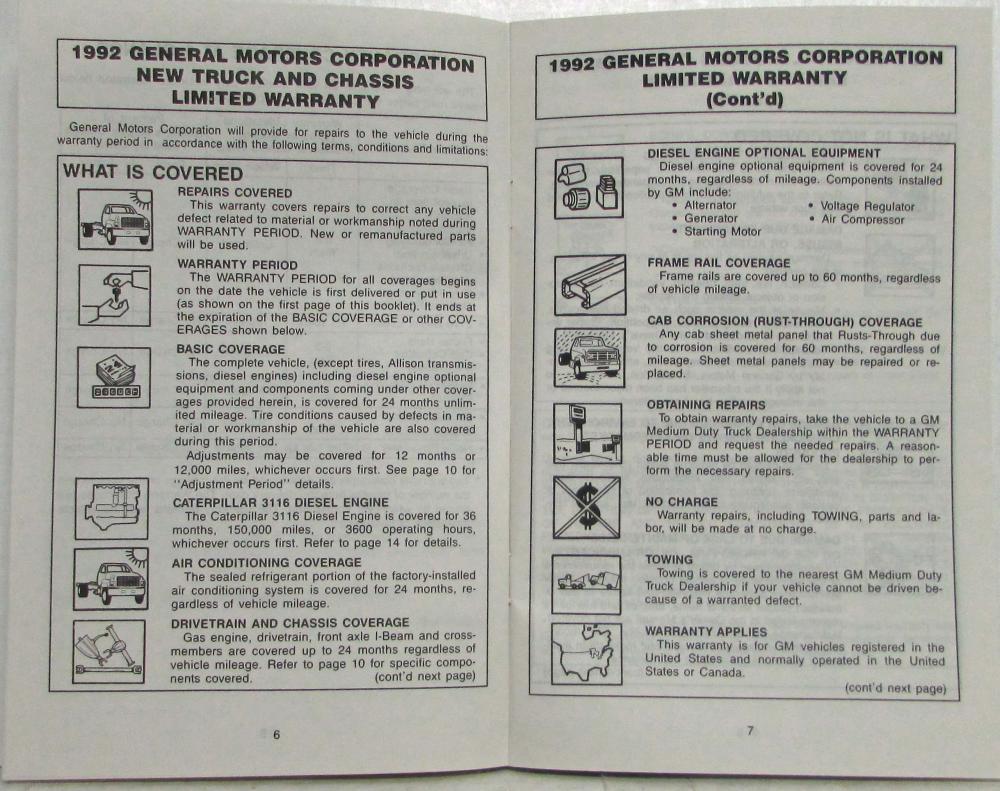 1992 GENERAL MOTORS CORPORATION
NEW TRUCK AND CHASSIS
LIMITED WARRANTY
General Motors Corporation will provide for repairs to the vehicle during the
warranty period in accordance with the following terms, conditions and limitations:
WHAT IS COVERED
REPAIRS COVERED
This warranty covers repairs to correct any vehicle
defect related to material or workmanship noted during
WARRANTY PERIOD. New or remanufactured parts
will be used.
WARRANTY PERIOD
The WARRANTY PERIOD for all coverages begins
on the date the vehicle is first delivered or put in use
(as shown on the first page of this booklet). It ends at
the expiration of the BASIC COVERAGE or other COV-
ERAGES shown below.
BASIC COVERAGE
The complete vehicle, (except tires, Allison transmis-
sions, diesel engines) including diesel engine optional
equipment and components coming under other cover-
ages provided herein, is covered for 24 months unlim-
ited mileage. Tire conditions caused by defects in ma-
terial or workmanship of the vehicle are also covered
during this period.
Adjustments may be covered for 12 months or
12,000 miles, whichever occurs first. See page 10 for
"Adjustment Period" details.
CATERPILLAR 3116 DIESEL ENGINE
The Caterpillar 3116 Diesel Engine is covered for 36
months, 150,000 miles, or 3600 operating hours,
whichever occurs first. Refer to page 14 for details.
AIR CONDITIONING COVERAGE
The sealed refrigerant portion of the factory-installed
air conditioning system is covered for 24 months, re-
gardless of vehicle mileage.
DRIVETRAIN AND CHASSIS COVERAGE
Gas engine, drivetrain, front axle I-Beam and cross-
members are covered up to 24 months regardless of
vehicle mileage. Refer to page 10 for specific compo-
nents covered. (cont'd next page)
6
1992 GENERAL MOTORS CORPORATION
LIMITED WARRANTY
(Cont'd)
DIESEL ENGINE OPTIONAL EQUIPMENT
Diesel engine optional equipment is covered for 24
months, regardless of mileage. Components installed
by GM include:
• Alternator • Voltage Regulator
• Generator • Air Compressor
• Starting Motor
FRAME RAIL COVERAGE
Frame rails are covered up to 60 months, regardless
of vehicle mileage.
CAB CORROSION (RUST-THROUGH) COVERAGE
Any cab sheet metal panel that Rusts-Through due
to corrosion is covered for 60 months, regardless of
mileage. Sheet metal panels may be repaired or re-
placed.
OBTAINING REPAIRS
To obtain warranty repairs, take the vehicle to a GM
Medium Duty Truck Dealership within the WARRANTY
PERIOD and request the needed repairs. A reason-
able time must be allowed for the dealership to per-
form the necessary repairs.
NO CHARGE
Warranty repairs, including TOWING, parts and la-
bor, will be made at no charge.
TOWING
Towing is covered to the nearest GM Medium Duty
Truck Dealership if your vehicle cannot be driven be-
cause of a warranted defect.
WARRANTY APPLIES
This warranty is for GM vehicles registered in the
United States and normally operated in the United
States or Canada.
(cont'd next page)
7